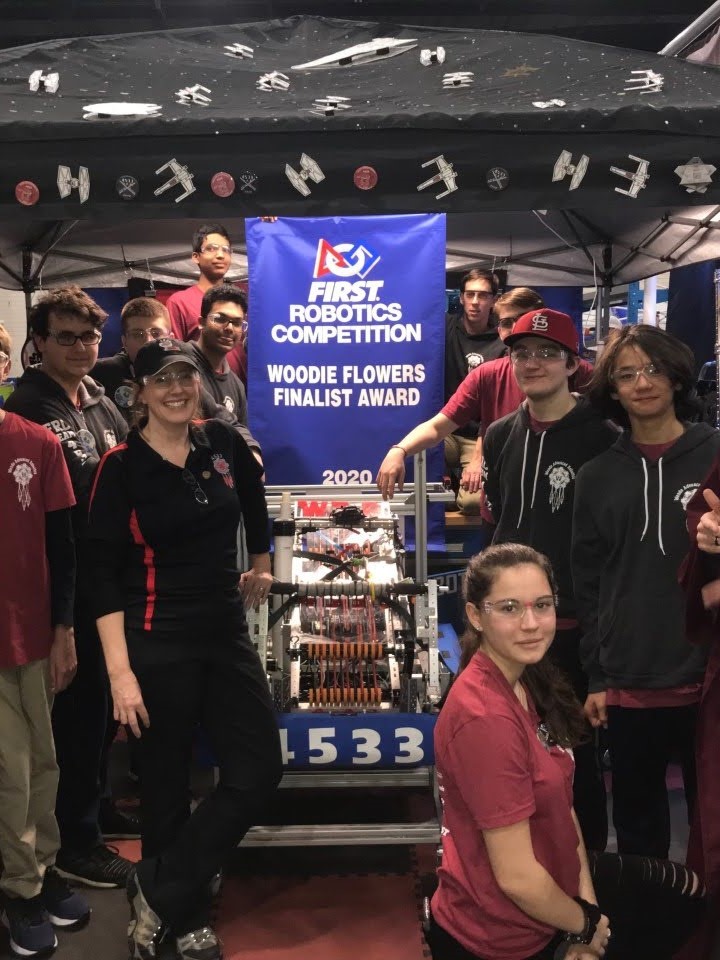 FIRST
ROBOTICS
COMPETITION
WOODIE FLOWERS
FINALIST AWARD
2020
4533